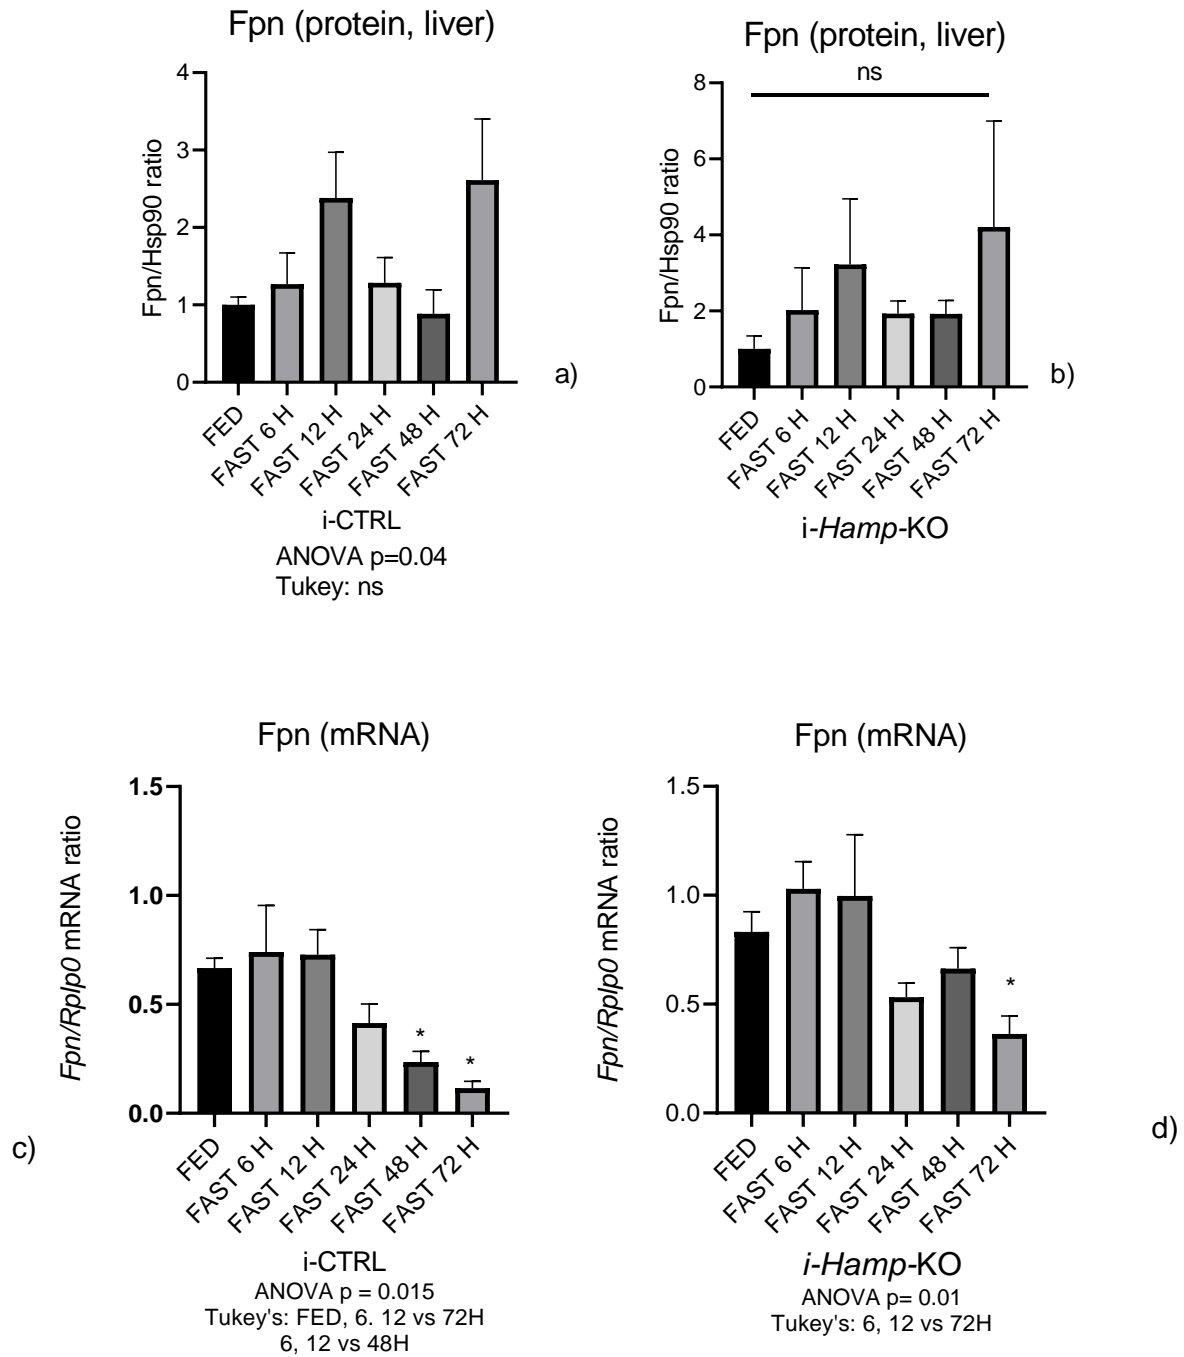 Fpn (protein, liver)
4
3
2
1
0
Fpn/Hsp90 ratio
FED
FAST 6 H
FAST 12 H
FAST 24 H
FAST 48 H
FAST 72 H
i-CTRL
ANOVA p=0.04
Tukey: ns
a)
Fpn (protein, liver)
ns
8
6
4
2
0
Fpn/Hsp90 ratio
FED
FAST 6 H
FAST 12 H
FAST 24 H
FAST 48 H
FAST 72 H
i-Hamp-KO
b)
Fpn (mRNA)
1.5
1.0
0.5
0.0
Fpn/Rplp0 mRNA ratio
*
*
FED
FAST 6 H
FAST 12 H
FAST 24 H
FAST 48 H
FAST 72 H
i-CTRL
ANOVA p = 0.015
Tukey's: FED, 6. 12 vs 72H
6, 12 vs 48H
c)
Fpn (mRNA)
1.5
1.0
0.5
0.0
Fpn/Rplp0 mRNA ratio
*
FED
FAST 6 H
FAST 12 H
FAST 24 H
FAST 48 H
FAST 72 H
i-Hamp-KO
ANOVA p= 0.01
Tukey's: 6, 12 vs 72H
d)